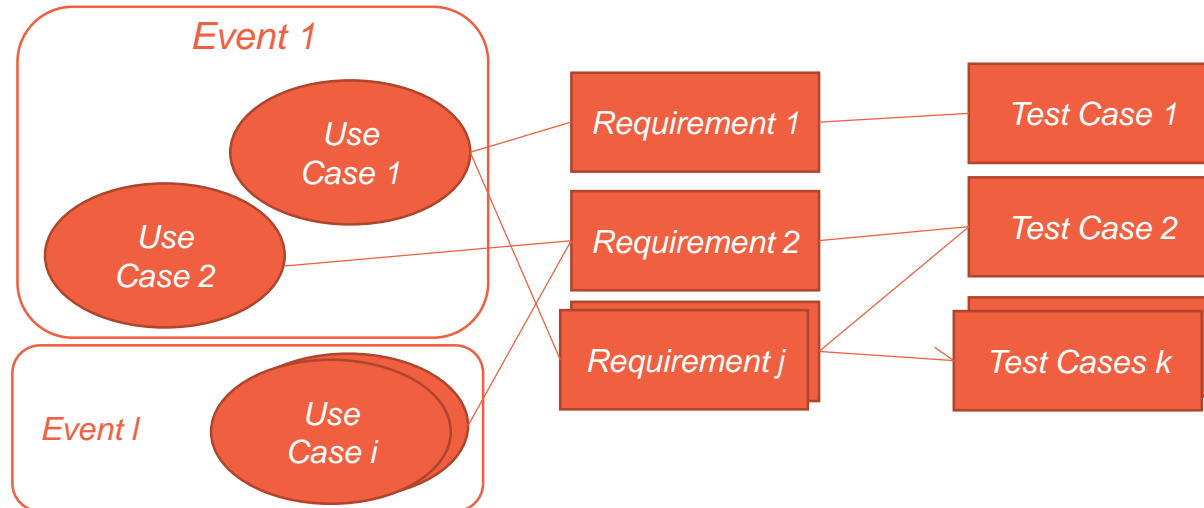 Event 1
Use
Case 1
Use
Case 2
Event l
Use
Case i
Requirement 1
Requirement 2
Requirement j
Test Case 1
Test Case 2
Test Cases k